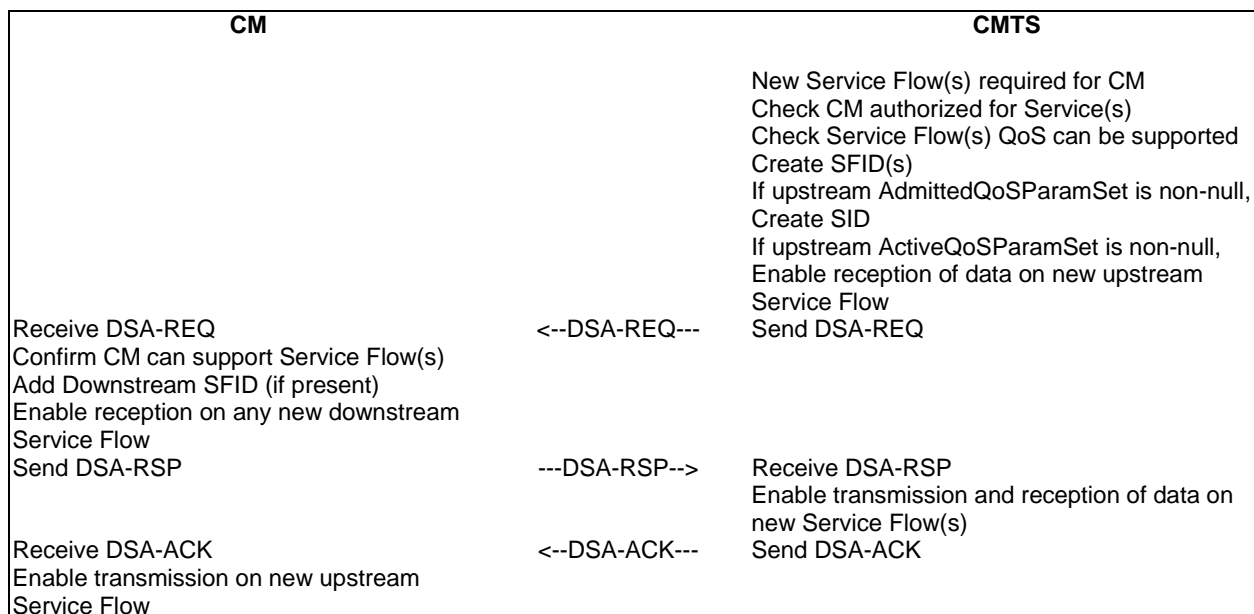 CM CMTS
New Service Flow(s) required for CM
Check CM authorized for Service(s)
Check Service Flow(s) QoS can be supported
Create SFID(s)
If upstream AdmittedQoSParamSet is non-null,
Create SID
If upstream ActiveQoSParamSet is non-null,
Enable reception of data on new upstream
Service Flow
Receive DSA-REQ <--DSA-REQ--- Send DSA-REQ
Confirm CM can support Service Flow(s)
Add Downstream SFID (if present)
Enable reception on any new downstream
Service Flow
Send DSA-RSP ---DSA-RSP--> Receive DSA-RSP
Enable transmission and reception of data on
new Service Flow(s)
Receive DSA-ACK <--DSA-ACK--- Send DSA-ACK
Enable transmission on new upstream
Service Flow